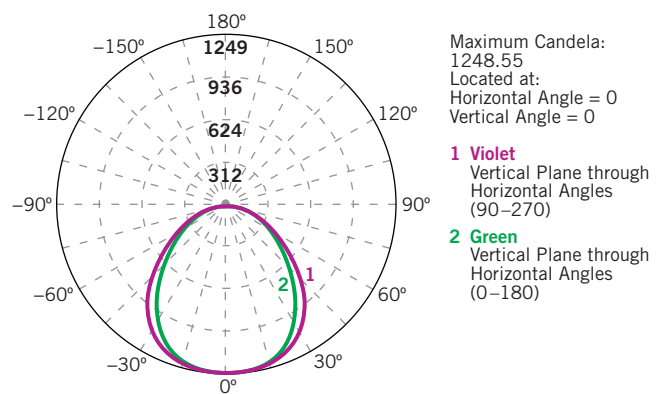 180º
–150º
1249
150º
936
–120º
624
120º
312
–90º
90º
2
1
–60º
60º
–30º
30º
0º
Maximum Candela:
1248.55
Located at:
Horizontal Angle = 0
Vertical Angle = 0
1 Violet
Vertical Plane through
Horizontal Angles
(90–270)
2 Green
Vertical Plane through
Horizontal Angles
(0–180)